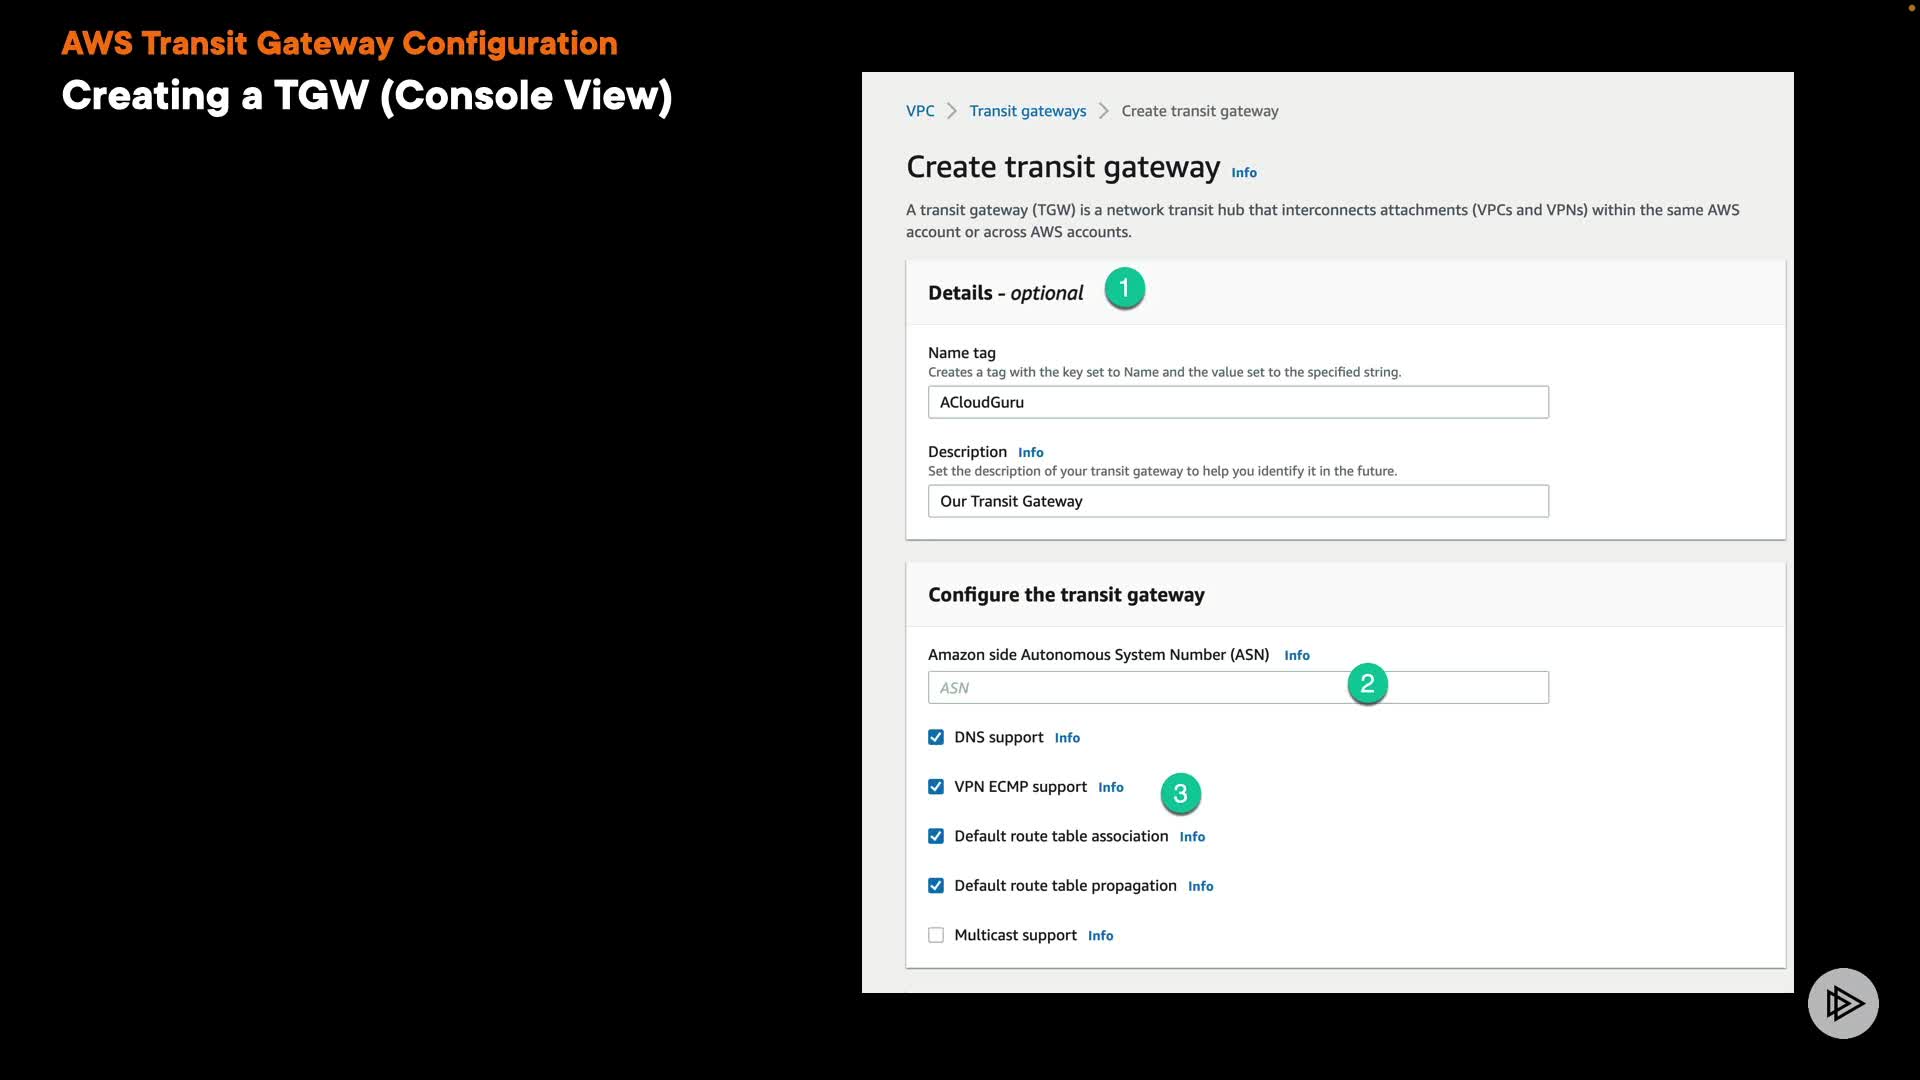 AWS Transit Gateway Configuration
Creating a TGW (Console View)
VPC > Transit gateways > Create transit gateway
Create transit gateway Info
A transit gateway (TGW) is a network transit hub that interconnects attachments (VPCs and VPNs) within the same AWS
account or across AWS accounts.
Details - optional 1
Name tag
Creates a tag with the key set to Name and the value set to the specified string.
ACloudGuru
Description Info
Set the description of your transit gateway to help you identify it in the future.
Our Transit Gateway
Configure the transit gateway
Amazon side Autonomous System Number (ASN) Info
ASN 2
DNS support Info
VPN ECMP support Info 3
Default route table association Info
Default route table propagation Info
Multicast support Info